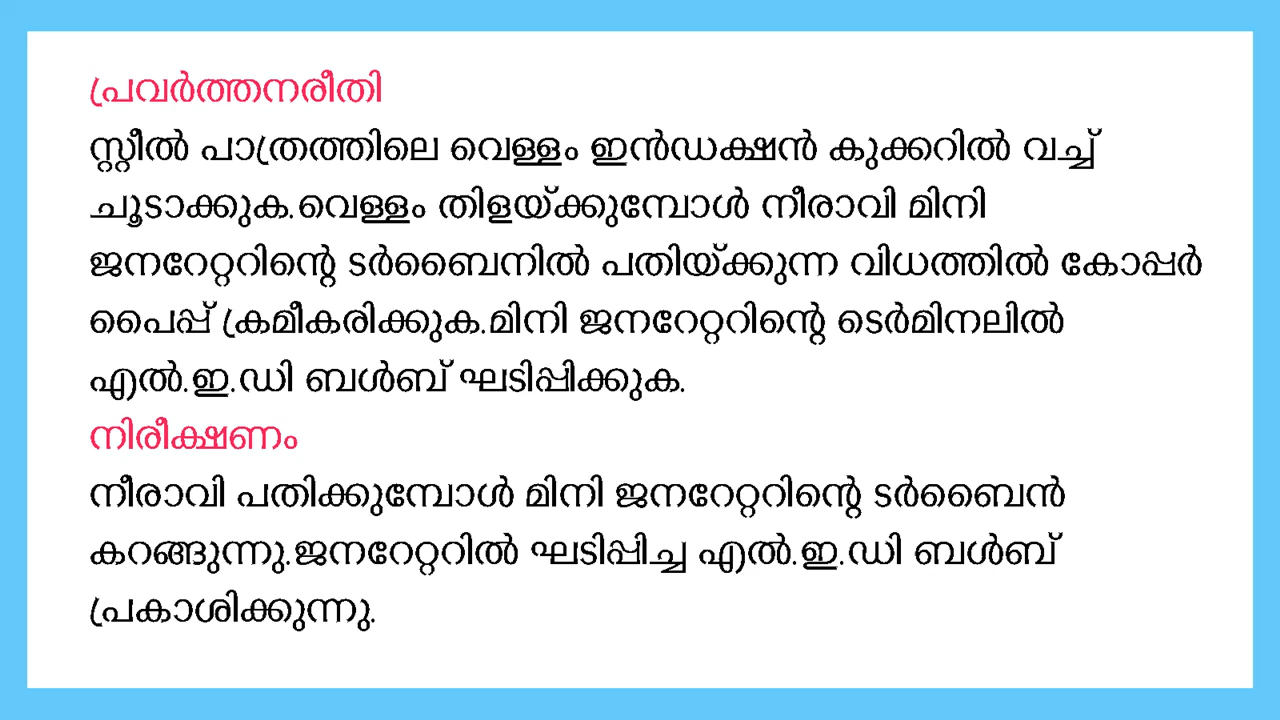 പ്രവർത്തനരീതി
സ്റ്റീൽ പാത്രത്തിലെ വെള്ളം ഇൻഡക്ഷൻ കുക്കറിൽ വച്ച്
ചൂടാക്കുക.വെള്ളം തിളയ്ക്കുമ്പോൾ നീരാവി മിനി
ജനറേറ്ററിന്റെ ടർബൈനിൽ പതിയ്ക്കുന്ന വിധത്തിൽ കോപ്പർ
പൈപ്പ് ക്രമീകരിക്കുക.മിനി ജനറേറ്ററിന്റെ ടെർമിനലിൽ
എൽ.ഇ.ഡി ബൾബ് ഘടിപ്പിക്കുക.
നിരീക്ഷണം
നീരാവി പതിക്കുമ്പോൾ മിനി ജനറേറ്ററിന്റെ ടർബൈൻ
കറങ്ങുന്നു.ജനറേറ്ററിൽ ഘടിപ്പിച്ച എൽ.ഇ.ഡി ബൾബ്
പ്രകാശിക്കുന്നു.